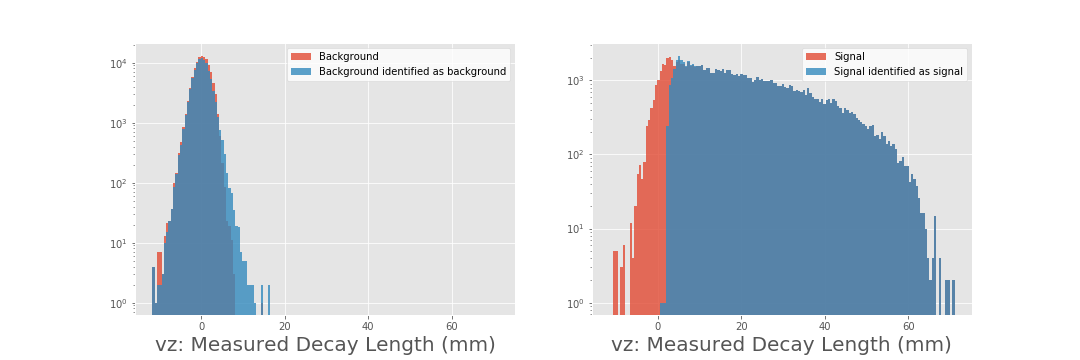 Background
Background identified as background
10^4
10^3
10^2
10^1
10^0
0 20 40 60
vz: Measured Decay Length (mm)
Signal
Signal identified as signal
10^3
10^2
10^1
10^0
0 20 40 60
vz: Measured Decay Length (mm)